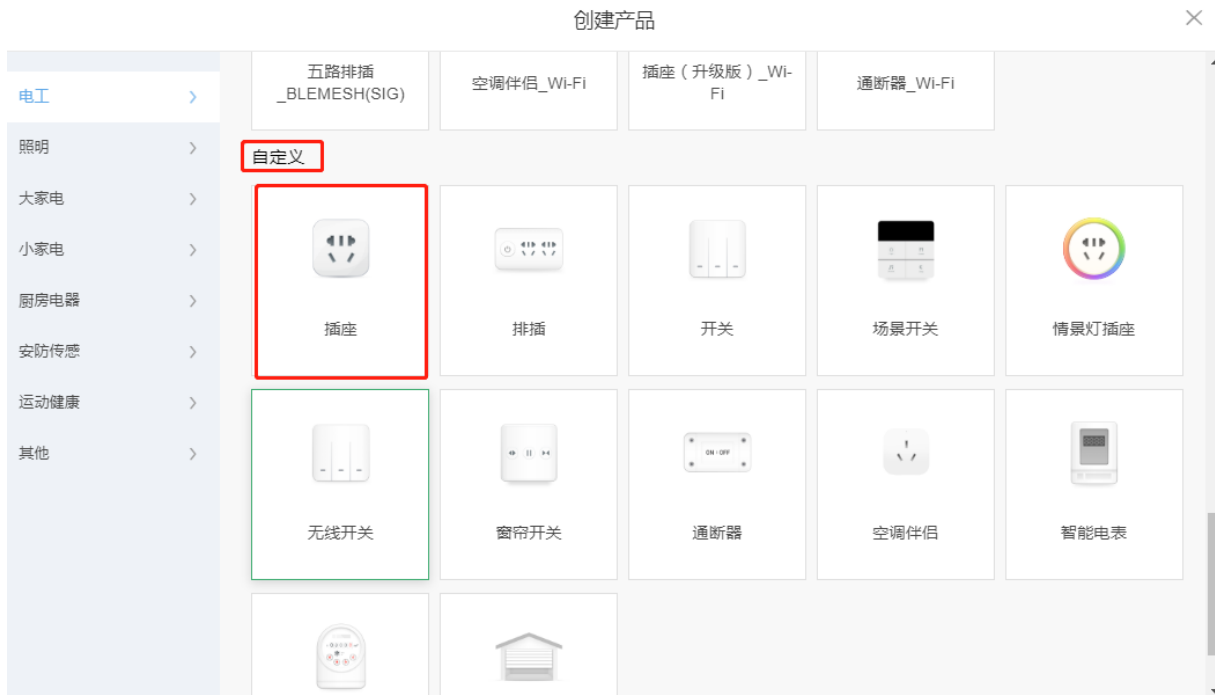 创建产品
五路排插
_BLEMESH(SIG)
空调伴侣_Wi-Fi
插座（升级版）_Wi-
Fi
通断器_Wi-Fi
电工
照明
大家电
小家电
厨房电器
安防传感
运动健康
其他
自定义
插座
排插
开关
场景开关
情景灯插座
ON · OFF
无线开关
窗帘开关
通断器
空调伴侣
智能电表